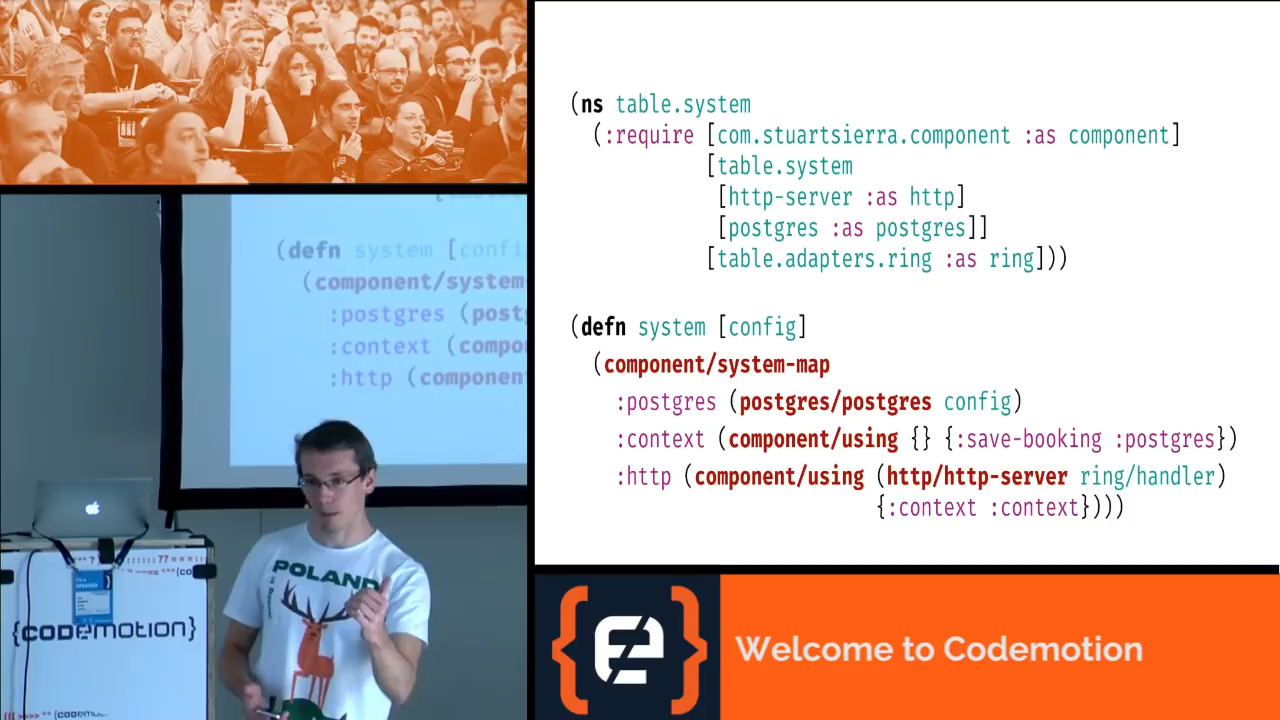 (ns table.system
(:require [com.stuartsierra.component :as component]
[table.system
[http-server :as http]
[postgres :as postgres]]
[table.adapters.ring :as ring]))
(defn system [config]
(component/system-map
:postgres (postgres/postgres config)
:context (component/using {} {:save-booking :postgres})
:http (component/using (http/http-server ring/handler)
{:context :context})))
(defn system [confi
(component/system-
:postgres (postg
:context (compo
:http (component
POLAND
SPEAKER
{CODEMOTION}
Welcome to Codemotion